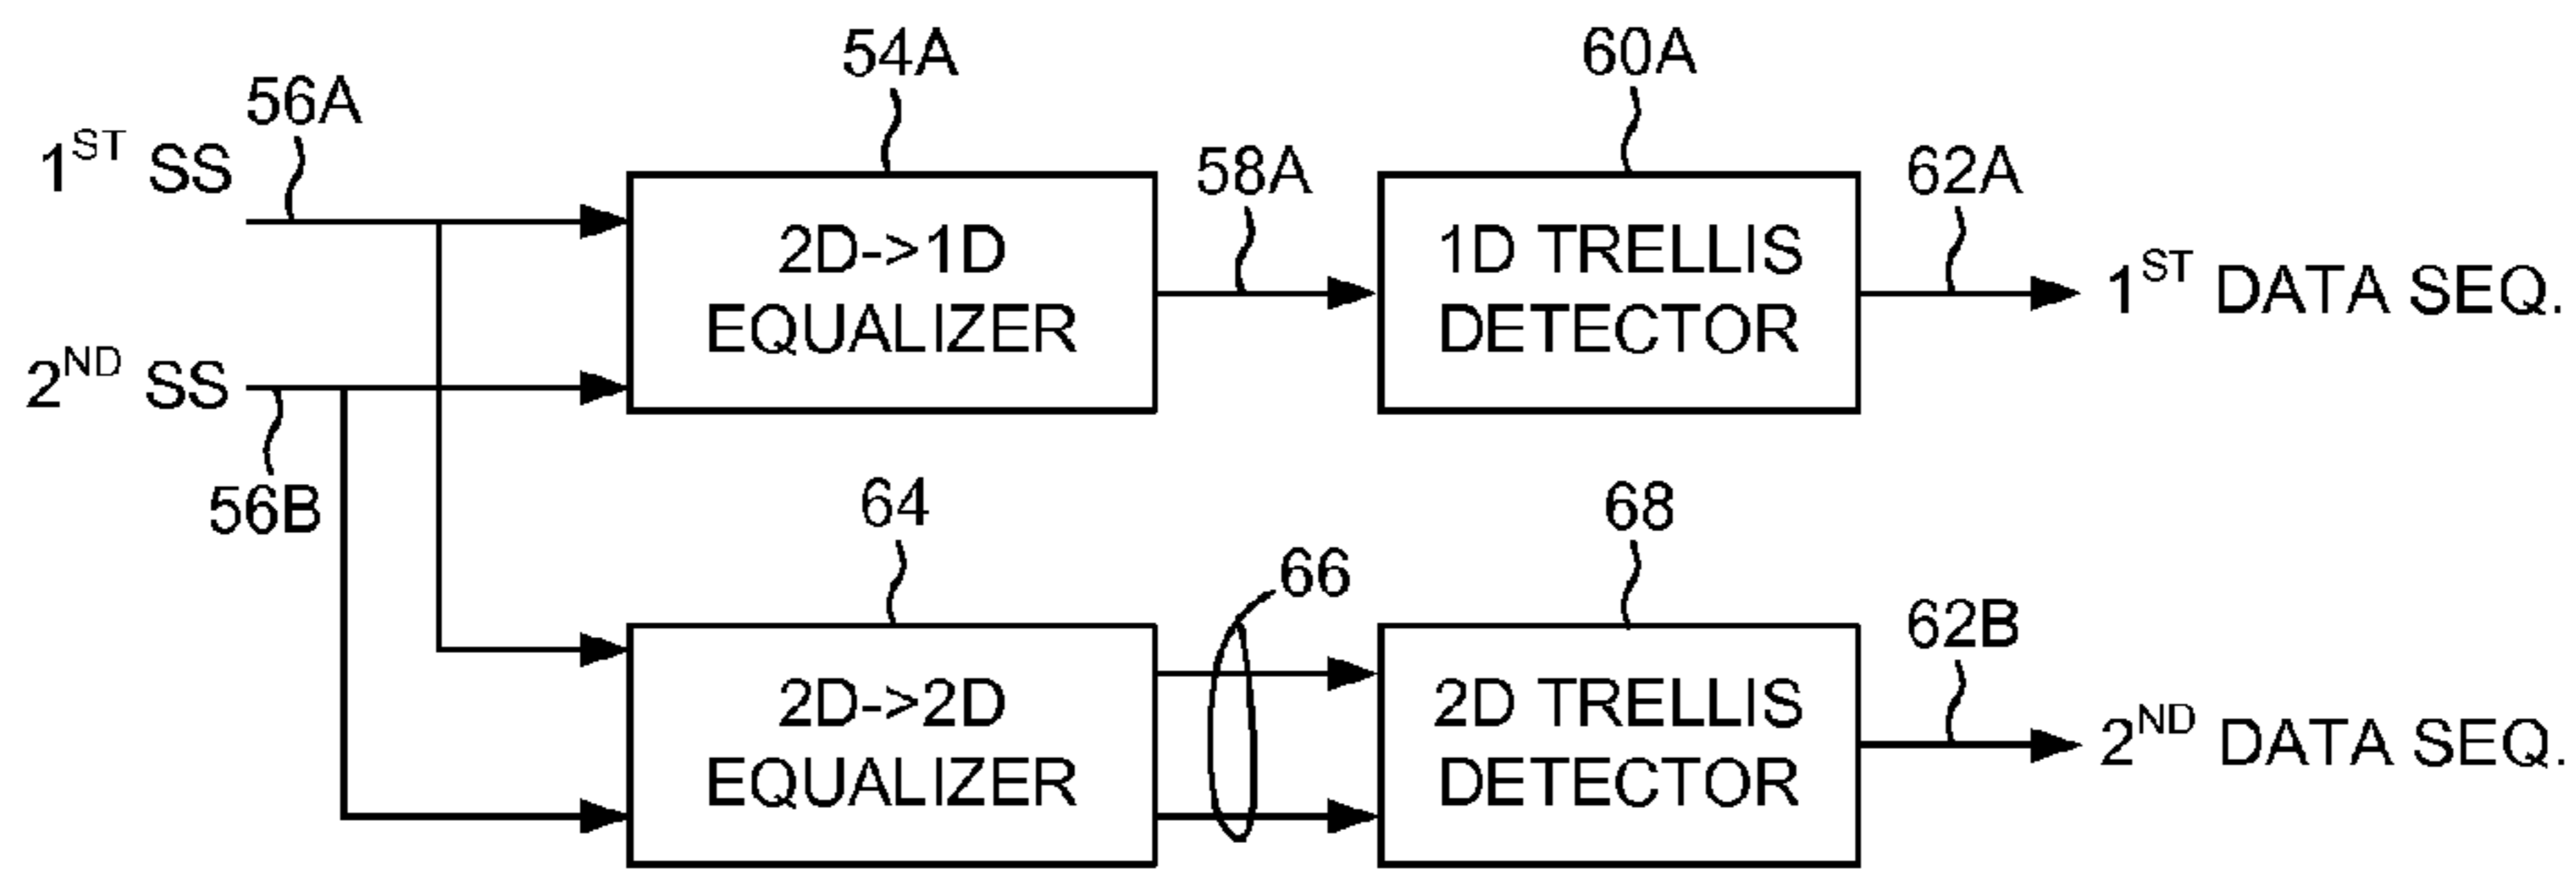 54A
60A
56A
1ST SS
58A
62A
2D->1D
EQUALIZER
1D TRELLIS
DETECTOR
1ST DATA SEQ.
2ND SS
56B
64
68
66
62B
2D->2D
EQUALIZER
2D TRELLIS
DETECTOR
2ND DATA SEQ.